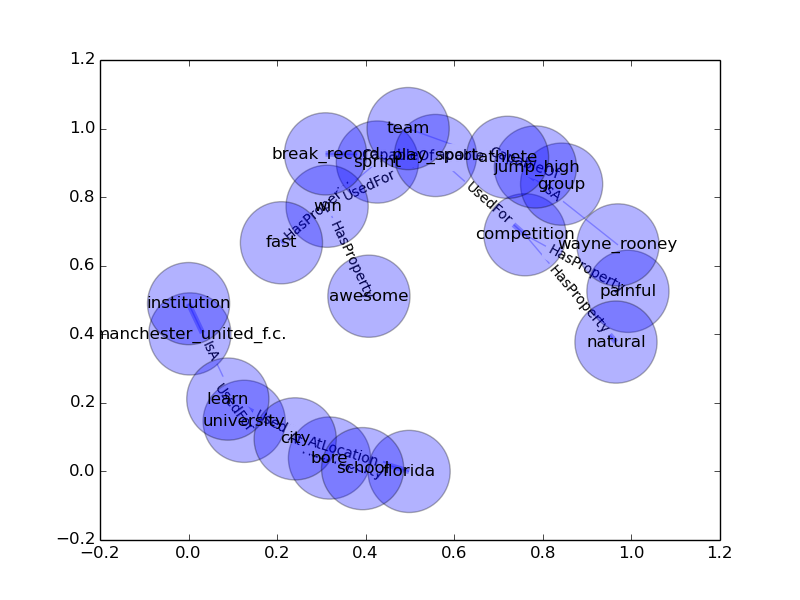 1.2
1.0
0.8
0.6
0.4
0.2
0.0
−0.2
−0.2
0.0
0.2
0.4
0.6
0.8
1.0
1.2
team
break_record
sprint
play_sport
athlete
jump_high
group
win
fast
awesome
competition
wayne_rooney
painful
natural
institution
manchester_united_f.c.
learn
university
city
bore
school
florida
UsedFor
HasProperty
UsedFor
IsA
HasProperty
HasProperty
IsA
UsedFor
AtLocation